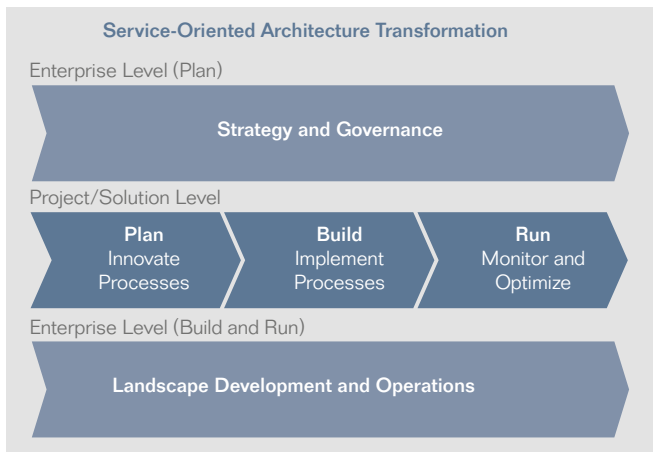 Service-Oriented Architecture Transformation
Enterprise Level (Plan)
Strategy and Governance
Project/Solution Level
Plan
Innovate
Processes
Build
Implement
Processes
Run
Monitor and
Optimize
Enterprise Level (Build and Run)
Landscape Development and Operations